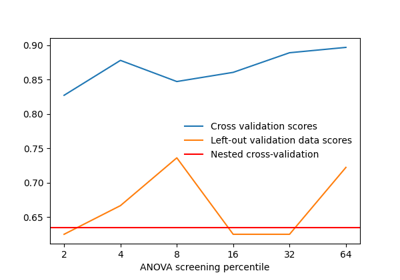 0.90
0.85
0.80
0.75
0.70
0.65
Cross validation scores
Left-out validation data scores
Nested cross-validation
2 4 8 16 32 64
ANOVA screening percentile